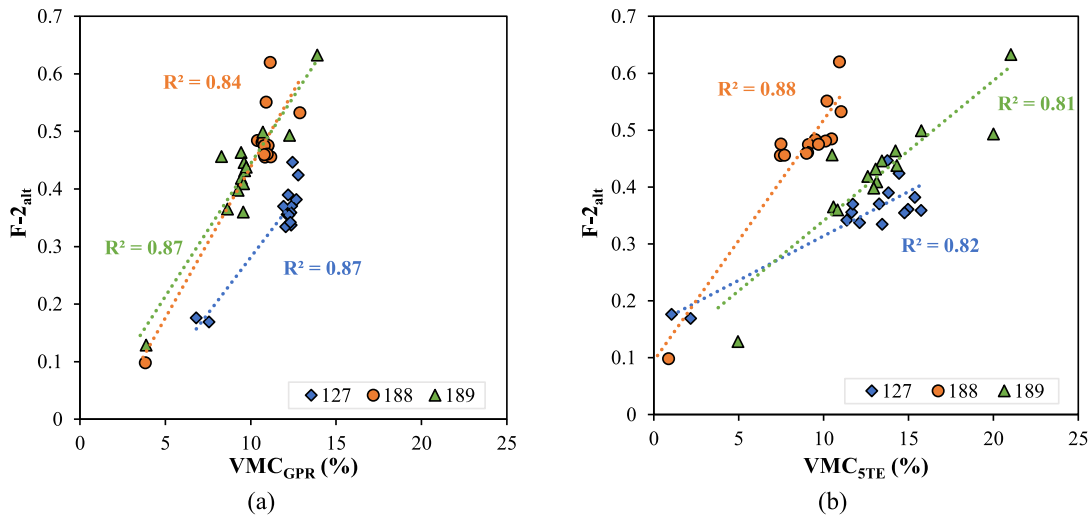 0.7
0.6
0.5
0.4
0.3
0.2
0.1
0
F-2alt
R² = 0.84
R² = 0.87
R² = 0.87
127 188 189
0 5 10 15 20 25
VMCGPR (%)
(a)
0.7
0.6
0.5
0.4
0.3
0.2
0.1
0
F-2alt
R² = 0.88
R² = 0.81
R² = 0.82
127 188 189
0 5 10 15 20 25
VMC5TE (%)
(b)